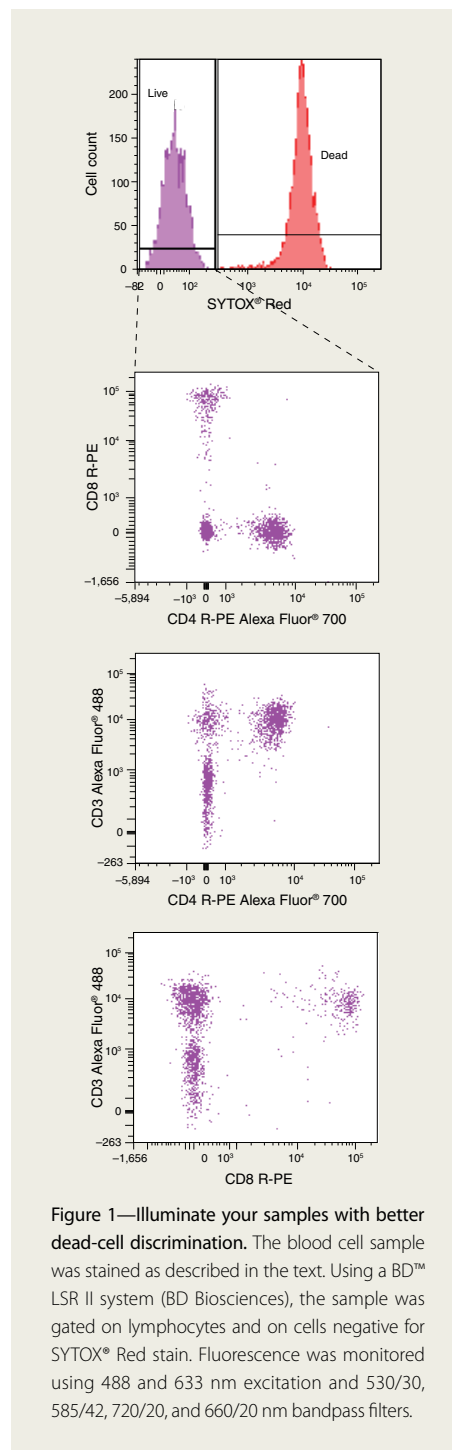 200
150
100
50
0
Cell count
Live
Dead
–82 0 10² 10³ 10⁴ 10⁵
SYTOX® Red
10⁵
10⁴
10³
0
–1,656
CD8 R-PE
–5,894 –10³ 0 10³ 10⁴ 10⁵
CD4 R-PE Alexa Fluor® 700
10⁵
10⁴
10³
0
–263
CD3 Alexa Fluor® 488
–5,894 –10³ 0 10³ 10⁴ 10⁵
CD4 R-PE Alexa Fluor® 700
10⁵
10⁴
10³
0
–263
CD3 Alexa Fluor® 488
–1,656 0 10³ 10⁴ 10⁵
CD8 R-PE
Figure 1—Illuminate your samples with better
dead-cell discrimination. The blood cell sample
was stained as described in the text. Using a BD™
LSR II system (BD Biosciences), the sample was
gated on lymphocytes and on cells negative for
SYTOX® Red stain. Fluorescence was monitored
using 488 and 633 nm excitation and 530/30,
585/42, 720/20, and 660/20 nm bandpass filters.